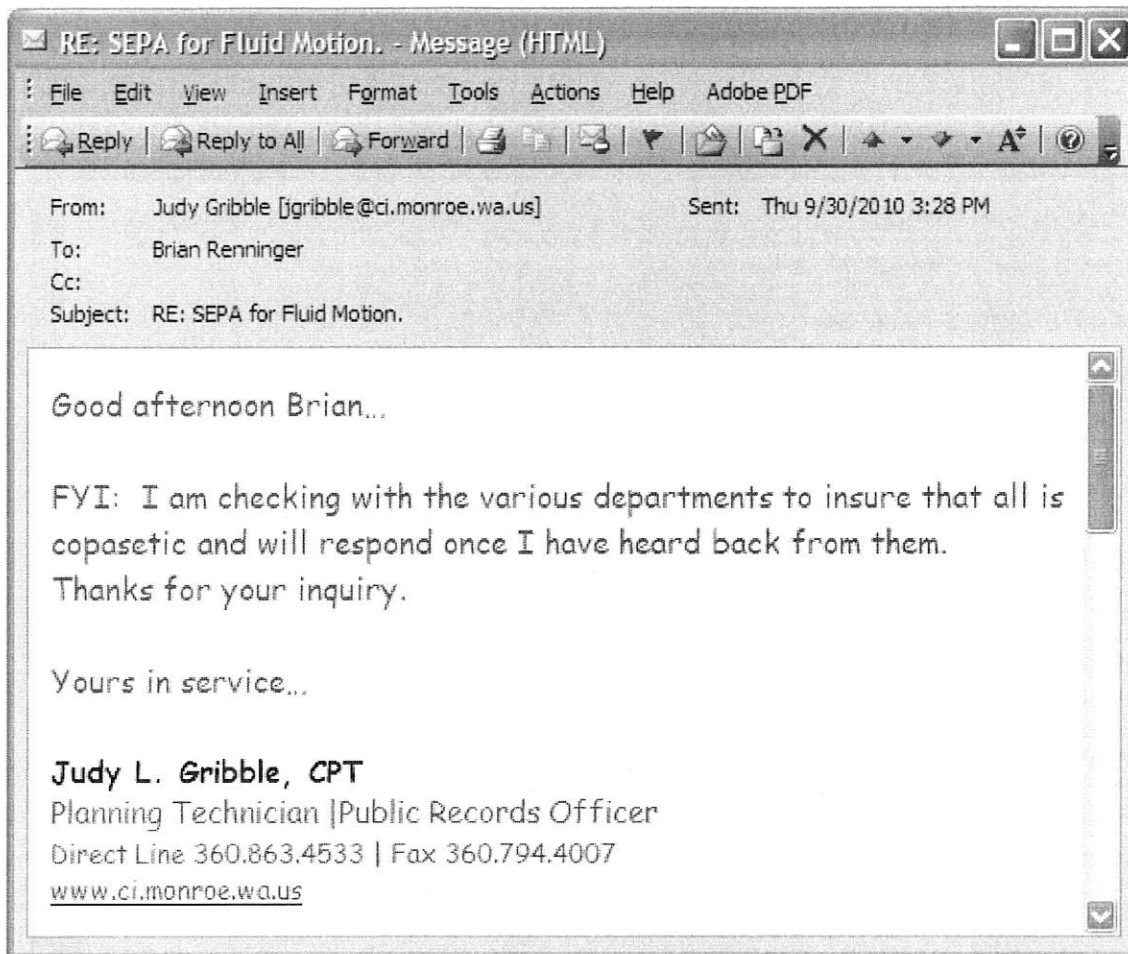 RE: SEPA for Fluid Motion. - Message (HTML)
File Edit View Insert Format Tools Actions Help Adobe PDF
Reply Reply to All Forward
From: Judy Gribble [jgribble@ci.monroe.wa.us] Sent: Thu 9/30/2010 3:28 PM
To: Brian Renninger
Cc:
Subject: RE: SEPA for Fluid Motion.
Good afternoon Brian...
FYI: I am checking with the various departments to insure that all is
copasetic and will respond once I have heard back from them.
Thanks for your inquiry.
Yours in service...
Judy L. Gribble, CPT
Planning Technician |Public Records Officer
Direct Line 360.863.4533 | Fax 360.794.4007
www.ci.monroe.wa.us